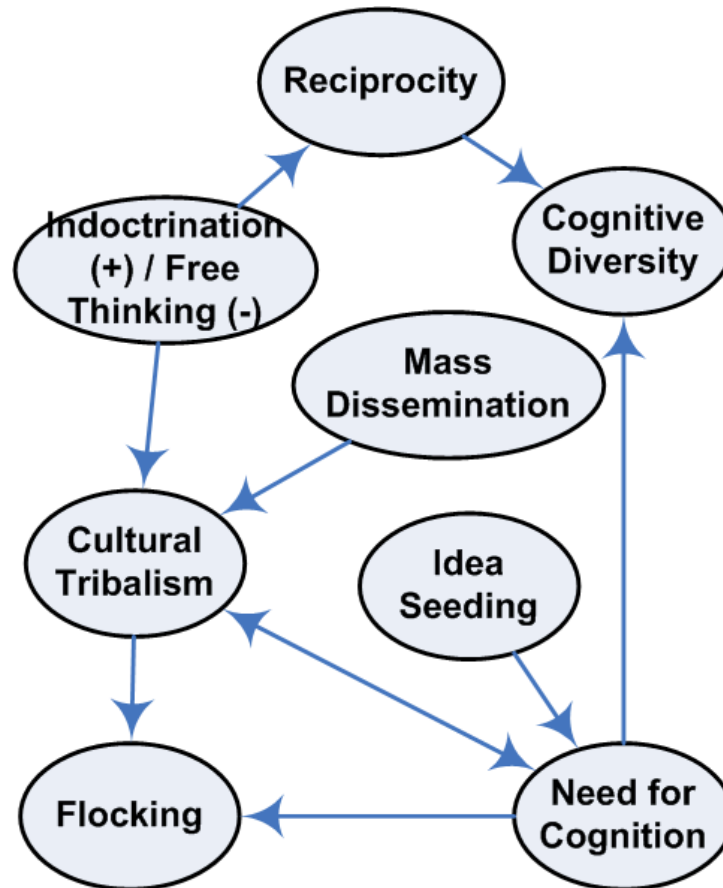 Reciprocity
Indoctrination
(+) / Free
Thinking (-)
Cognitive
Diversity
Mass
Dissemination
Cultural
Tribalism
Idea
Seeding
Flocking
Need for
Cognition